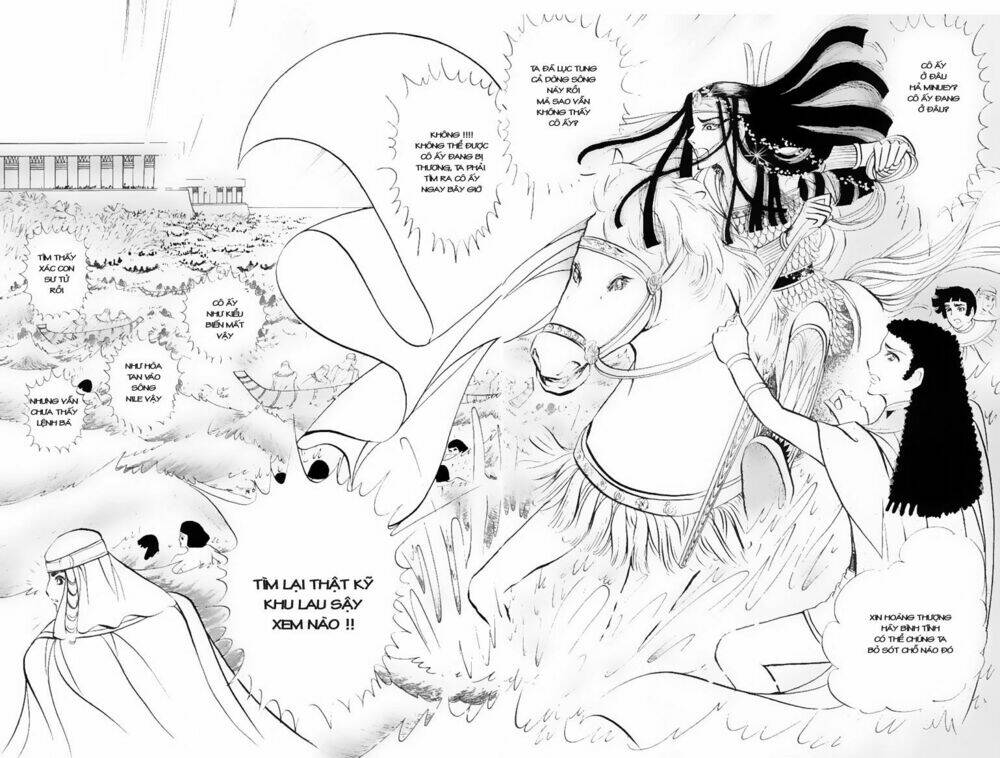 CÔ ẤY
Ở ĐÂU
HẢ MINUEY?
CÔ ẤY ĐANG
Ở ĐÂU?
TA ĐÃ LỤC TUNG
CẢ DÒNG SÔNG
NÀY RỒI
MÀ SAO VẪN
KHÔNG THẤY
CÔ ẤY?
KHÔNG !!!!
KHÔNG THỂ ĐƯỢC
CÔ ẤY ĐANG BỊ
THƯƠNG, TA PHẢI
TÌM RA CÔ ẤY
NGAY BÂY GIỜ
XIN HOÀNG THƯỢNG
HÃY BÌNH TĨNH
CÓ THỂ CHÚNG TA
BỎ SÓT CHỖ NÀO ĐÓ
TÌM THẤY
XÁC CON
SƯ TỬ
RỒI
CÔ ẤY
NHƯ KIỂU
BIẾN MẤT
VẬY
NHƯ HÒA
TAN VÀO
SÔNG
NILE VẬY
NHƯNG VẪN
CHƯA THẤY
LỆNH BÀ
TÌM LẠI THẬT KỸ
KHU LAU SẬY
XEM NÀO !!